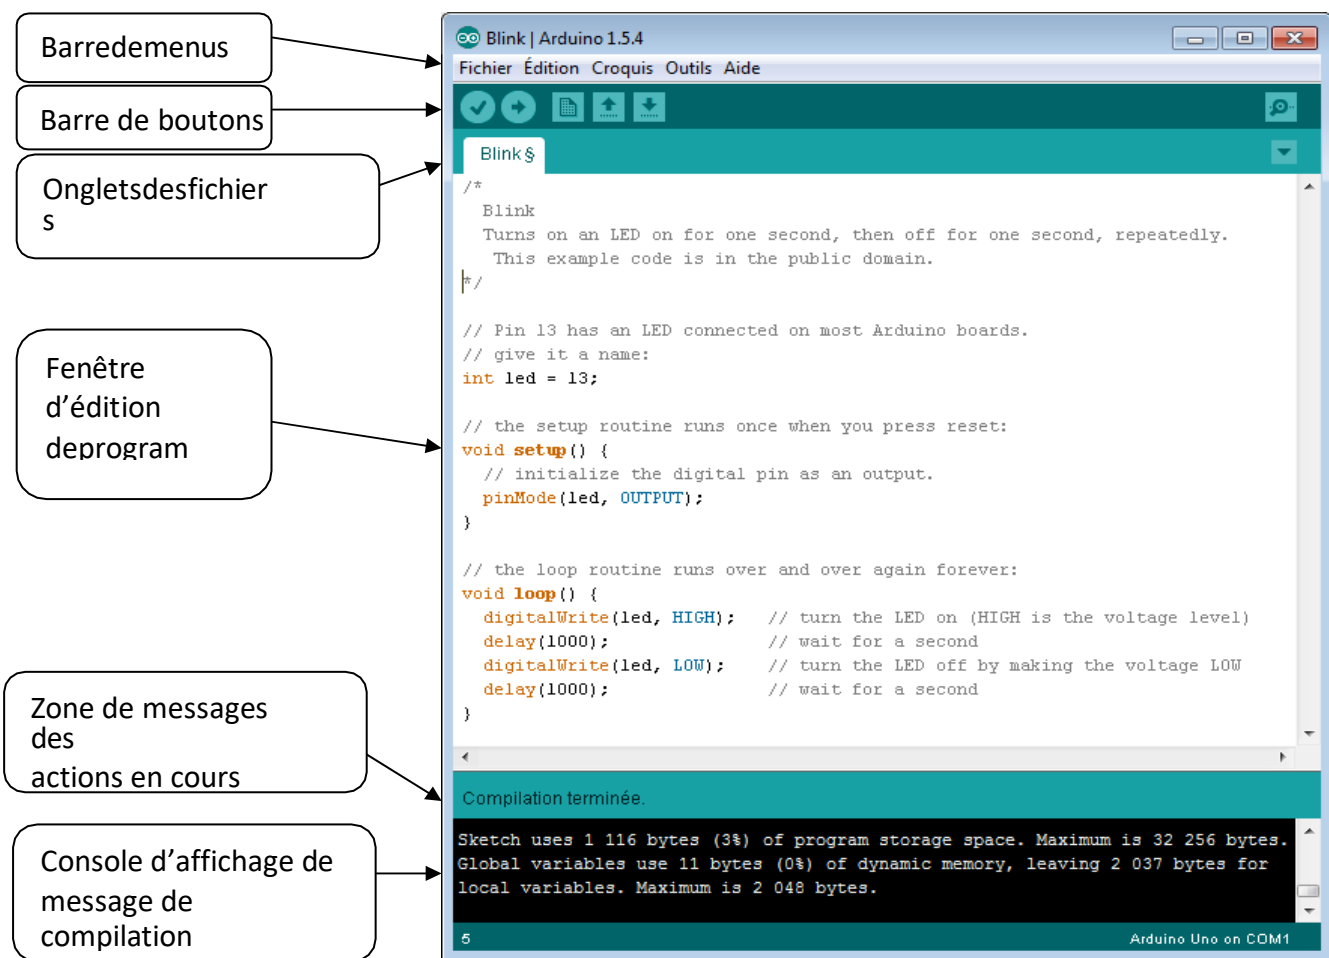 Barredemenus
Barre de boutons
Ongletsdesfichier
s
Fenêtre
d’édition
deprogram
Zone de messages
des
actions en cours
Console d’affichage de
message de
compilation
Blink | Arduino 1.5.4
Fichier Édition Croquis Outils Aide
Blink §
/*
Blink
Turns on an LED on for one second, then off for one second, repeatedly.
This example code is in the public domain.
*/
// Pin 13 has an LED connected on most Arduino boards.
// give it a name:
int led = 13;
// the setup routine runs once when you press reset:
void setup() {
// initialize the digital pin as an output.
pinMode(led, OUTPUT);
}
// the loop routine runs over and over again forever:
void loop() {
digitalWrite(led, HIGH); // turn the LED on (HIGH is the voltage level)
delay(1000); // wait for a second
digitalWrite(led, LOW); // turn the LED off by making the voltage LOW
delay(1000); // wait for a second
}
Compilation terminée.
Sketch uses 1 116 bytes (3%) of program storage space. Maximum is 32 256 bytes.
Global variables use 11 bytes (0%) of dynamic memory, leaving 2 037 bytes for
local variables. Maximum is 2 048 bytes.
5 Arduino Uno on COM1